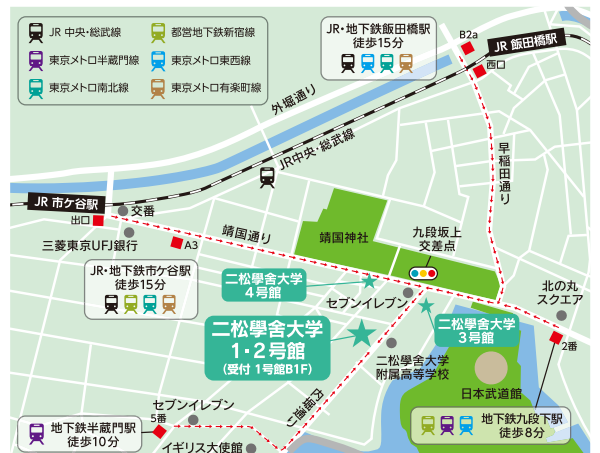 JR 中央・総武線
都営地下鉄新宿線
東京メトロ半蔵門線
東京メトロ東西線
東京メトロ南北線
東京メトロ有楽町線
JR・地下鉄飯田橋駅
徒歩15分
B2a
JR 飯田橋駅
西口
外堀通り
JR中央・総武線
早稲田通り
JR 市ケ谷駅
出口
交番
三菱東京UFJ銀行
A3
靖国通り
靖国神社
九段坂上
交差点
JR・地下鉄市ケ谷駅
徒歩15分
二松學舎大学
4号館
セブンイレブン
北の丸
スクエア
二松學舎大学
1・2号館
(受付 1号館B1F)
二松學舎大学
3号館
2番
二松學舎大学
附属高等学校
日本武道館
内堀通り
セブンイレブン
5番
地下鉄半蔵門駅
徒歩10分
イギリス大使館
地下鉄九段下駅
徒歩8分